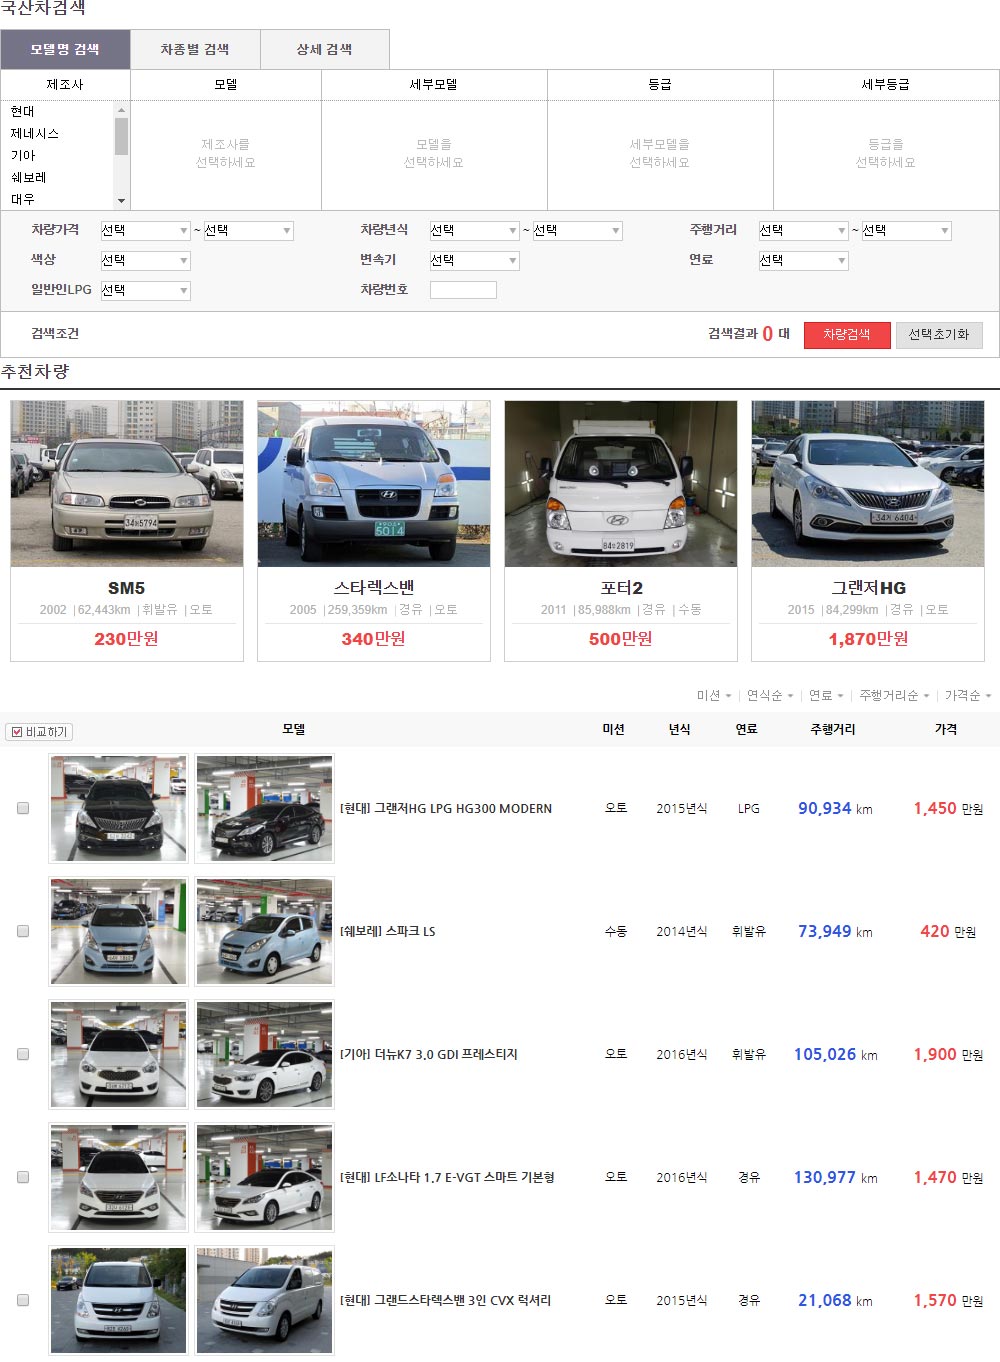 국산차검색
모델명 검색 차종별 검색 상세 검색
제조사 모델 세부모델 등급 세부등급
현대
제네시스
기아
쉐보레
대우
제조사를
선택하세요
모델을
선택하세요
세부모델을
선택하세요
등급을
선택하세요
차량가격 선택 ~ 선택 차량년식 선택 ~ 선택 주행거리 선택 ~ 선택
색상 선택 변속기 선택 연료 선택
일반인LPG 선택 차량번호
검색조건 검색결과 0 대 차량검색 선택초기화
추천차량
5014
84 2819
34 6404
SM5
2002 | 62,443km | 휘발유 | 오토
230만원
스타렉스밴
2005 | 259,359km | 경유 | 오토
340만원
포터2
2011 | 85,988km | 경유 | 수동
500만원
그랜저HG
2015 | 84,299km | 경유 | 오토
1,870만원
미션 | 연식순 | 연료 | 주행거리순 | 가격순
비교하기 모델 미션 년식 연료 주행거리 가격
[현대] 그랜저HG LPG HG300 MODERN 오토 2015년식 LPG 90,934 km 1,450 만원
[쉐보레] 스파크 LS 수동 2014년식 휘발유 73,949 km 420 만원
[기아] 더뉴K7 3.0 GDI 프레스티지 오토 2016년식 휘발유 105,026 km 1,900 만원
[현대] LF소나타 1.7 E-VGT 스마트 기본형 오토 2016년식 경유 130,977 km 1,470 만원
[현대] 그랜드스타렉스밴 3인 CVX 럭셔리 오토 2015년식 경유 21,068 km 1,570 만원